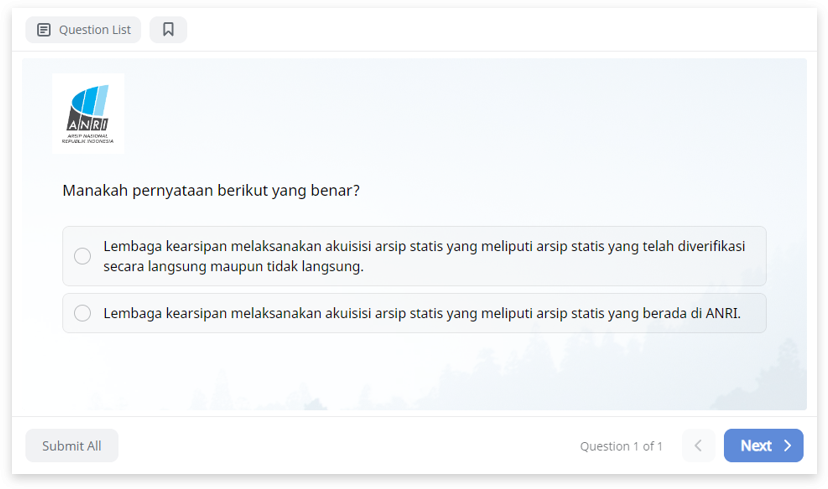 Question List
ANRI
ARSIP NASIONAL
REPUBLIK INDONESIA
Manakah pernyataan berikut yang benar?
Lembaga kearsipan melaksanakan akuisisi arsip statis yang meliputi arsip statis yang telah diverifikasi
secara langsung maupun tidak langsung.
Lembaga kearsipan melaksanakan akuisisi arsip statis yang meliputi arsip statis yang berada di ANRI.
Submit All
Question 1 of 1
Next